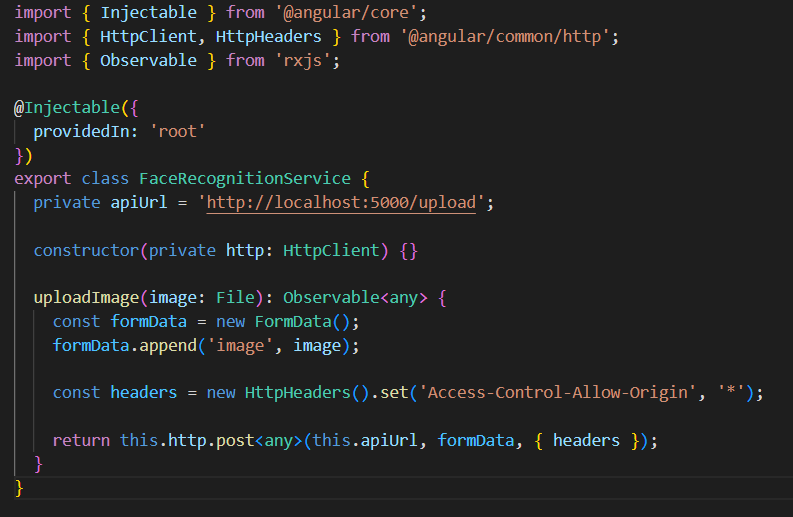 import { Injectable } from '@angular/core';
import { HttpClient, HttpHeaders } from '@angular/common/http';
import { Observable } from 'rxjs';

@Injectable({
  providedIn: 'root'
})
export class FaceRecognitionService {
  private apiUrl = 'http://localhost:5000/upload';

  constructor(private http: HttpClient) {}

  uploadImage(image: File): Observable<any> {
    const formData = new FormData();
    formData.append('image', image);

    const headers = new HttpHeaders().set('Access-Control-Allow-Origin', '*');

    return this.http.post<any>(this.apiUrl, formData, { headers });
  }
}